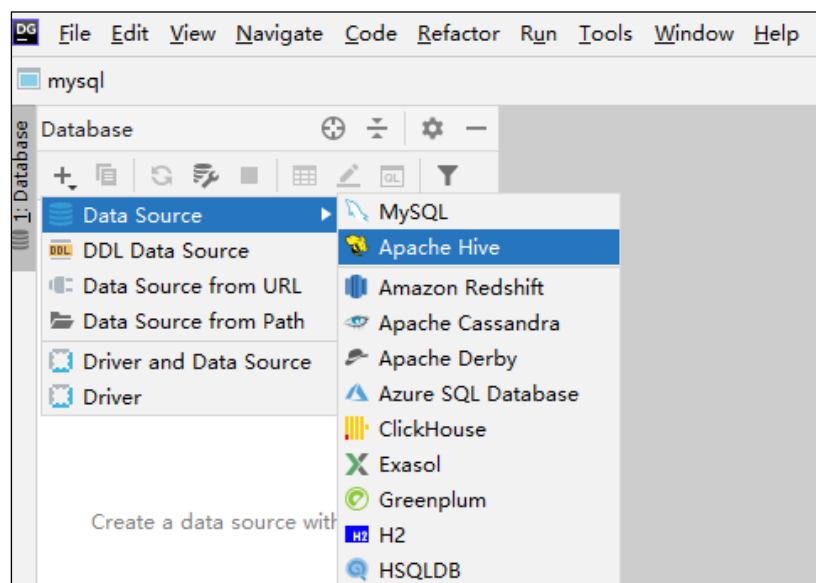 DG File Edit View Navigate Code Refactor Run Tools Window Help
mysql
1: Database
Database
QL
Data Source
DDL DDL Data Source
Data Source from URL
Data Source from Path
Driver and Data Source
Driver
MySQL
Apache Hive
Amazon Redshift
Apache Cassandra
Apache Derby
Azure SQL Database
ClickHouse
Exasol
Greenplum
H2 H2
HSQLDB
Create a data source with